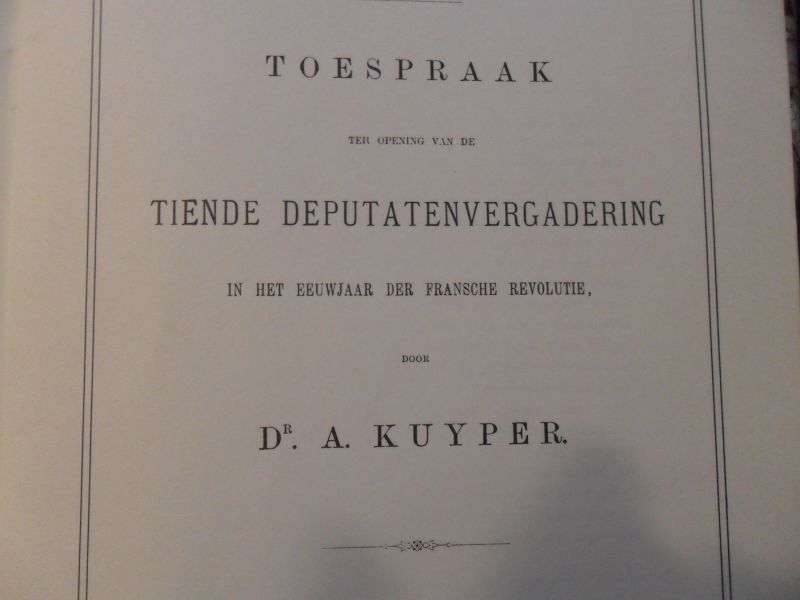 TOESPRAAK
TER OPENING VAN DE
TIENDE DEPUTATENVERGADERING
IN HET EEUWJAAR DER FRANSCHE REVOLUTIE,
DOOR
DR. A. KUYPER.